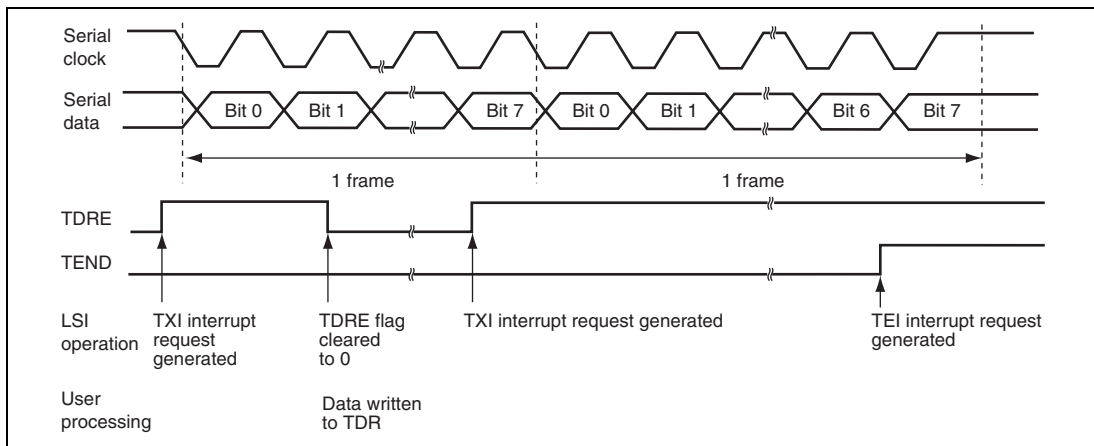 Serial
clock
Serial
data
Bit 0
Bit 1
Bit 7
Bit 0
Bit 1
Bit 6
Bit 7
1 frame
1 frame
TDRE
TEND
LSI
operation
TXI interrupt
request
generated
TDRE flag
cleared
to 0
TXI interrupt request generated
TEI interrupt request
generated
User
processing
Data written
to TDR